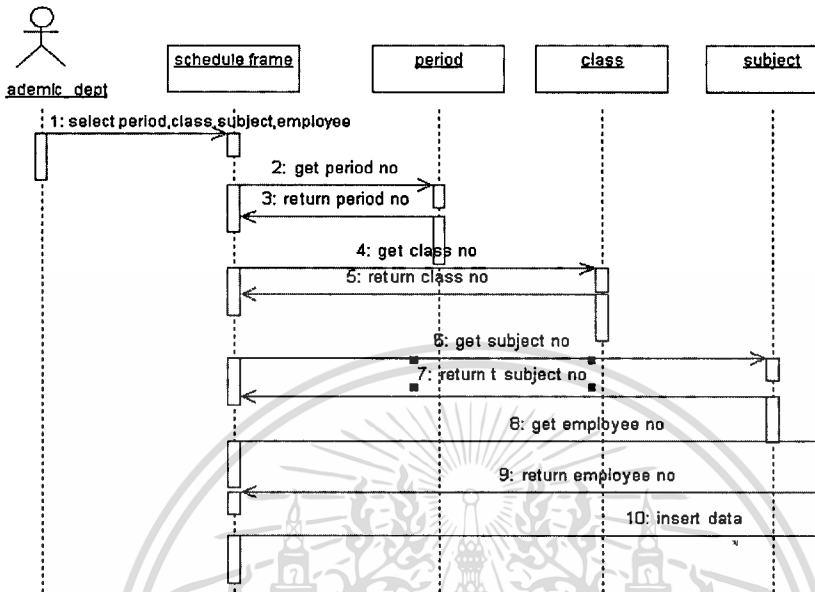 schedule frame
period
class
subject
ademic_dept
1: select period,class,subject,employee
2: get period no
3: return period no
4: get class no
5: return class no
6: get subject no
7: return t subject no
8: get employee no
9: return employee no
10: insert data